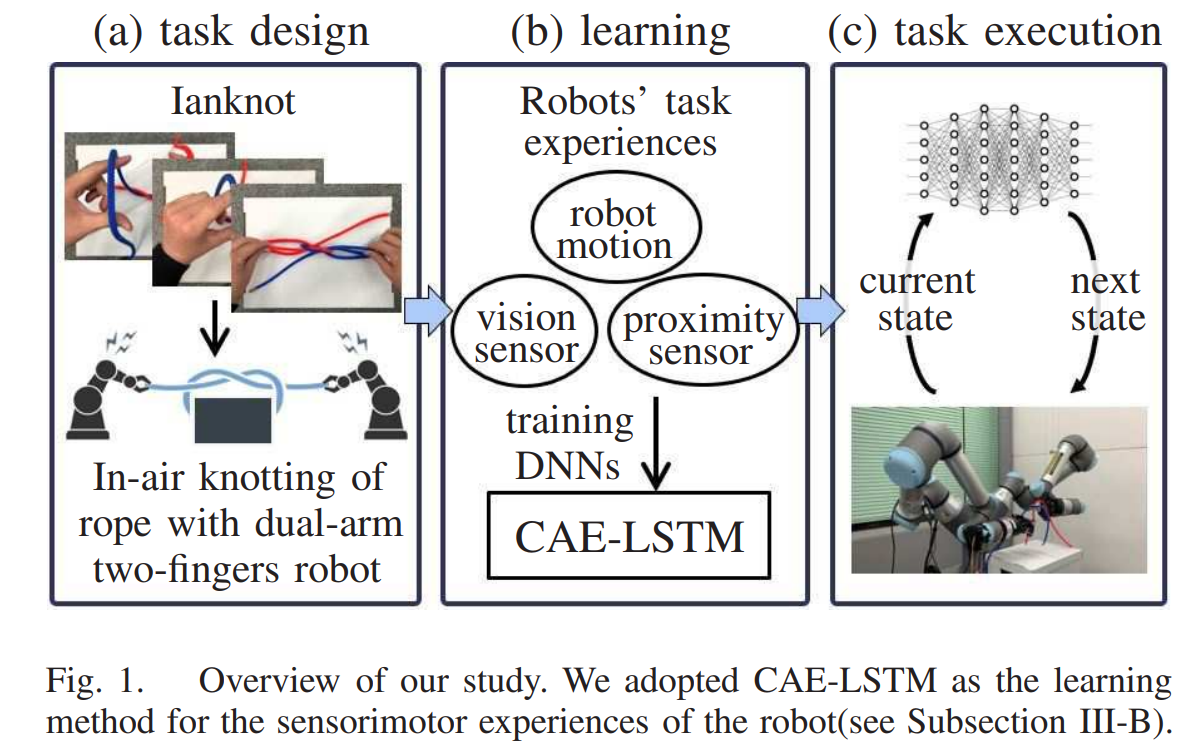 (a) task design
Ianknot
In-air knotting of
rope with dual-arm
two-fingers robot
(b) learning
Robots’ task
experiences
robot
motion
vision
sensor
proximity
sensor
training
DNNs
CAE-LSTM
(c) task execution
current
state
next
state
Fig. 1. Overview of our study. We adopted CAE-LSTM as the learning
method for the sensorimotor experiences of the robot(see Subsection III-B).